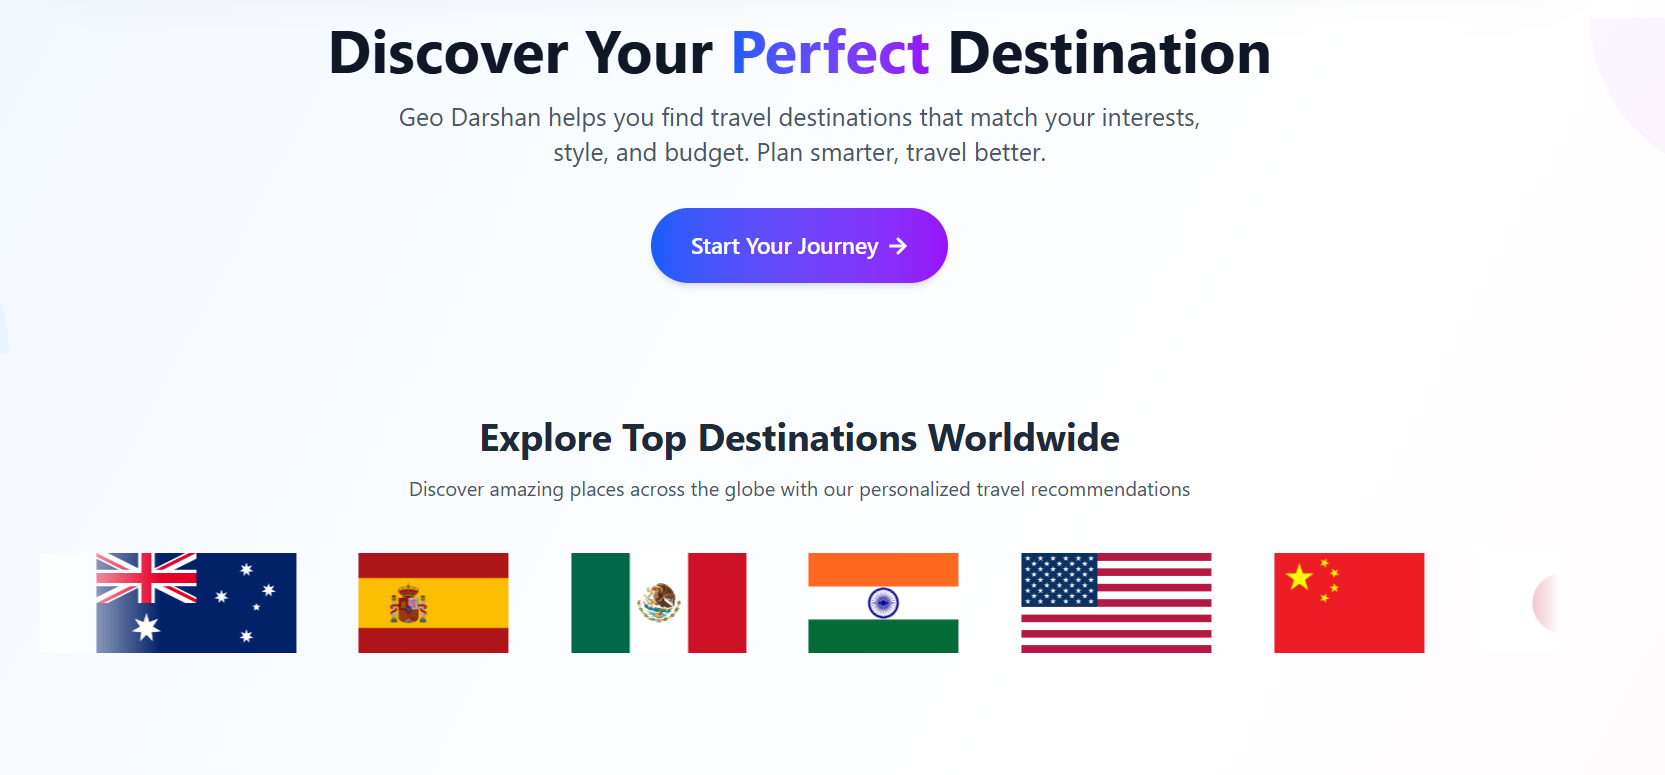 Discover Your Perfect Destination
Geo Darshan helps you find travel destinations that match your interests,
style, and budget. Plan smarter, travel better.
Start Your Journey →
Explore Top Destinations Worldwide
Discover amazing places across the globe with our personalized travel recommendations